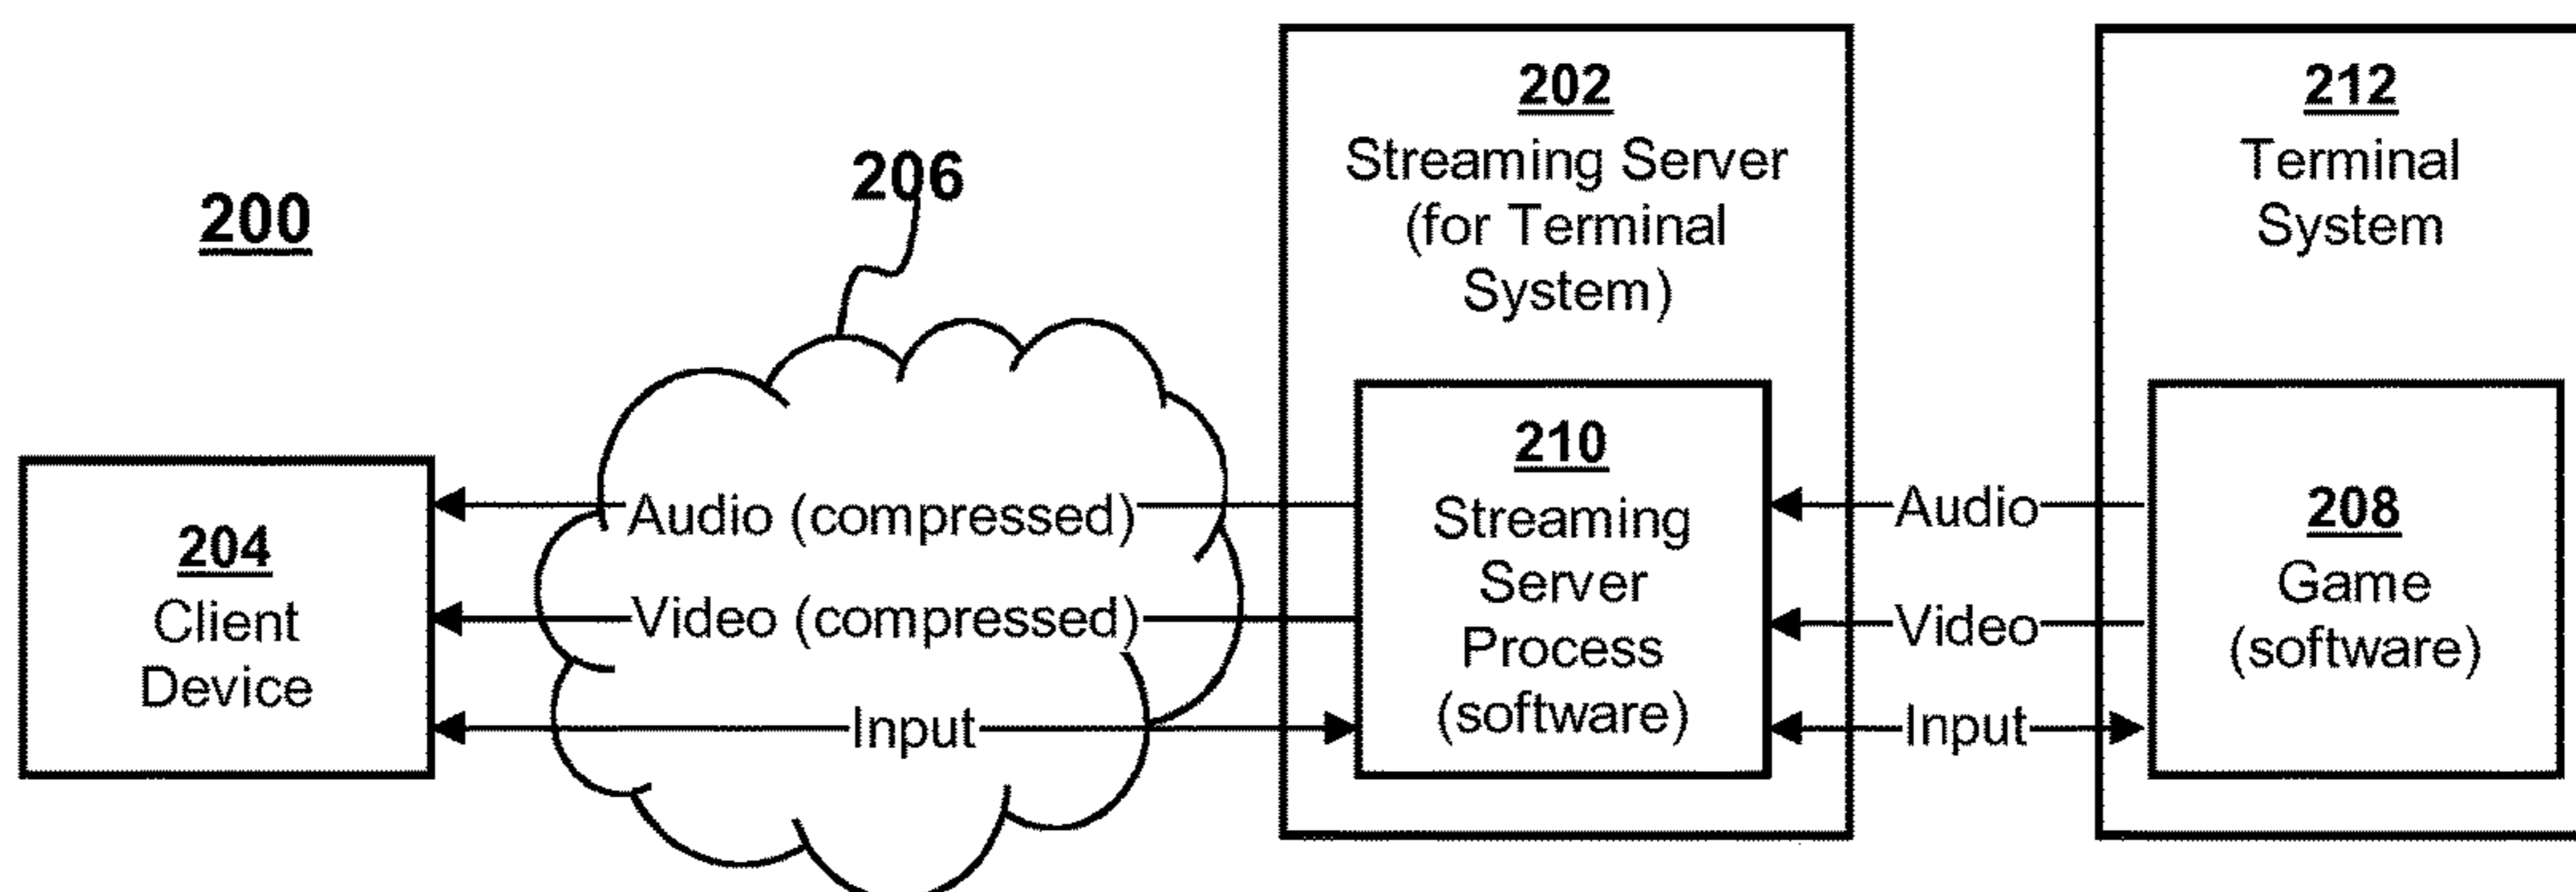 200
206
204
Client
Device
Audio (compressed)
Video (compressed)
Input
202
Streaming Server
(for Terminal
System)
210
Streaming
Server
Process
(software)
Audio
Video
Input
212
Terminal
System
208
Game
(software)